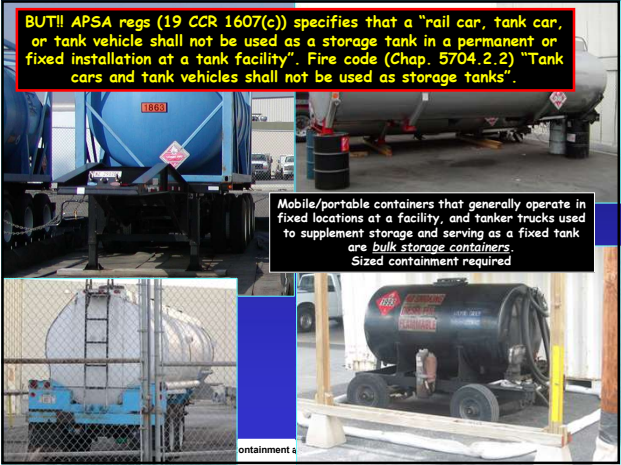 BUT!! APSA regs (19 CCR 1607(c)) specifies that a “rail car, tank car,
or tank vehicle shall not be used as a storage tank in a permanent or
fixed installation at a tank facility”. Fire code (Chap. 5704.2.2) “Tank
cars and tank vehicles shall not be used as storage tanks”.
1863
Mobile/portable containers that generally operate in
fixed locations at a facility, and tanker trucks used
to supplement storage and serving as a fixed tank
are bulk storage containers.
Sized containment required
NO SMOKING
FLAMMABLE
ontainment a